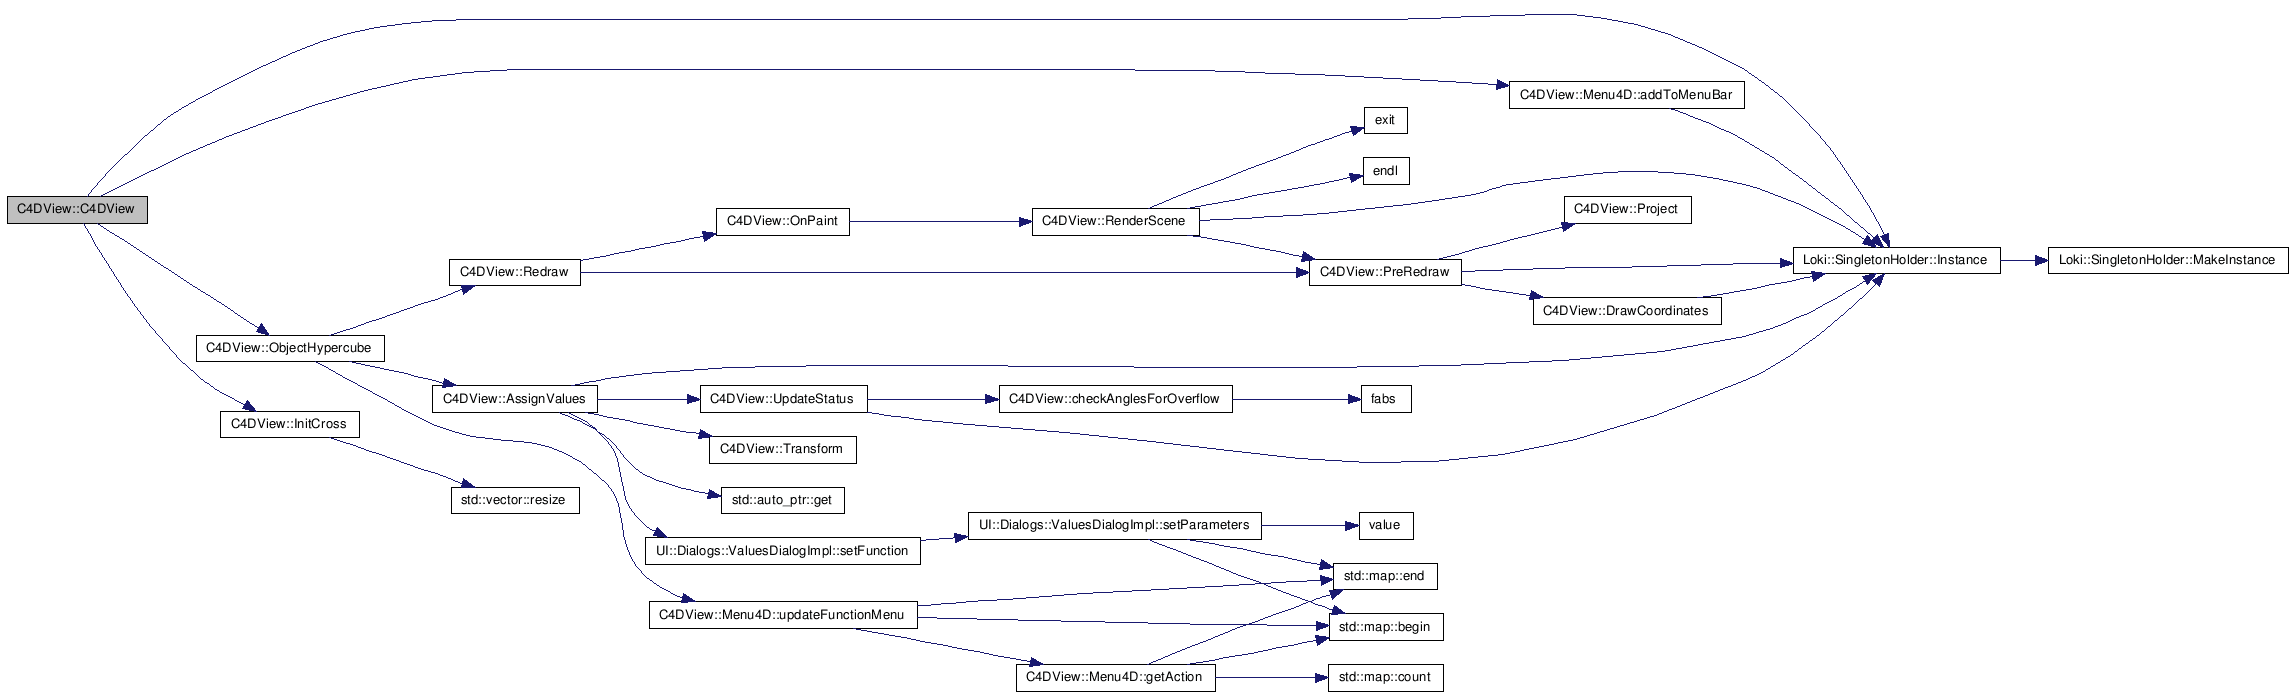 C4DView::C4DView
C4DView::Menu4D::addToMenuBar
exit
endl
C4DView::OnPaint
C4DView::RenderScene
C4DView::Project
C4DView::Redraw
C4DView::PreRedraw
Loki::SingletonHolder::Instance
Loki::SingletonHolder::MakeInstance
C4DView::DrawCoordinates
C4DView::ObjectHypercube
C4DView::AssignValues
C4DView::UpdateStatus
C4DView::checkAnglesForOverflow
fabs
C4DView::InitCross
C4DView::Transform
std::vector::resize
std::auto_ptr::get
UI::Dialogs::ValuesDialogImpl::setParameters
value
UI::Dialogs::ValuesDialogImpl::setFunction
std::map::end
C4DView::Menu4D::updateFunctionMenu
std::map::begin
C4DView::Menu4D::getAction
std::map::count